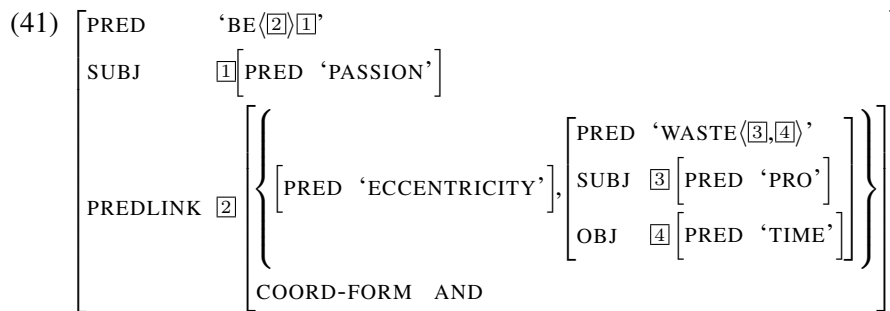 (41) PRED ‘BE⟨2⟩1’
SUBJ 1[PRED ‘PASSION’]
PRED ‘WASTE⟨3,4⟩’
PREDLINK 2 { [PRED ‘ECCENTRICITY’], SUBJ 3 [PRED ‘PRO’] }
OBJ 4 [PRED ‘TIME’]
COORD-FORM AND